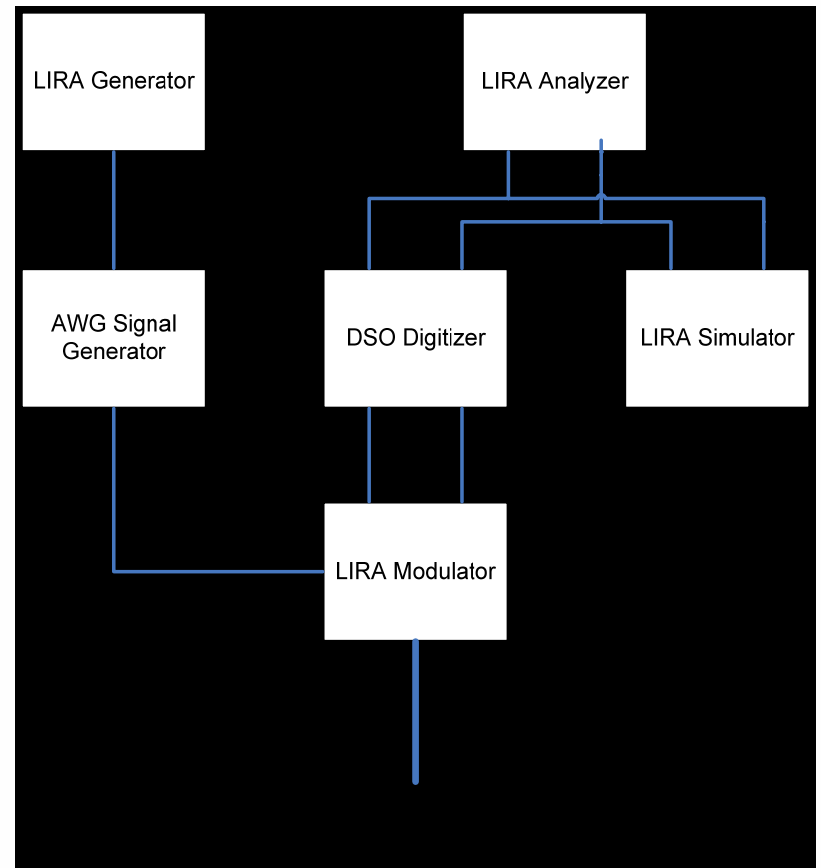 LIRA Generator
LIRA Analyzer
AWG Signal
Generator
DSO Digitizer
LIRA Simulator
LIRA Modulator